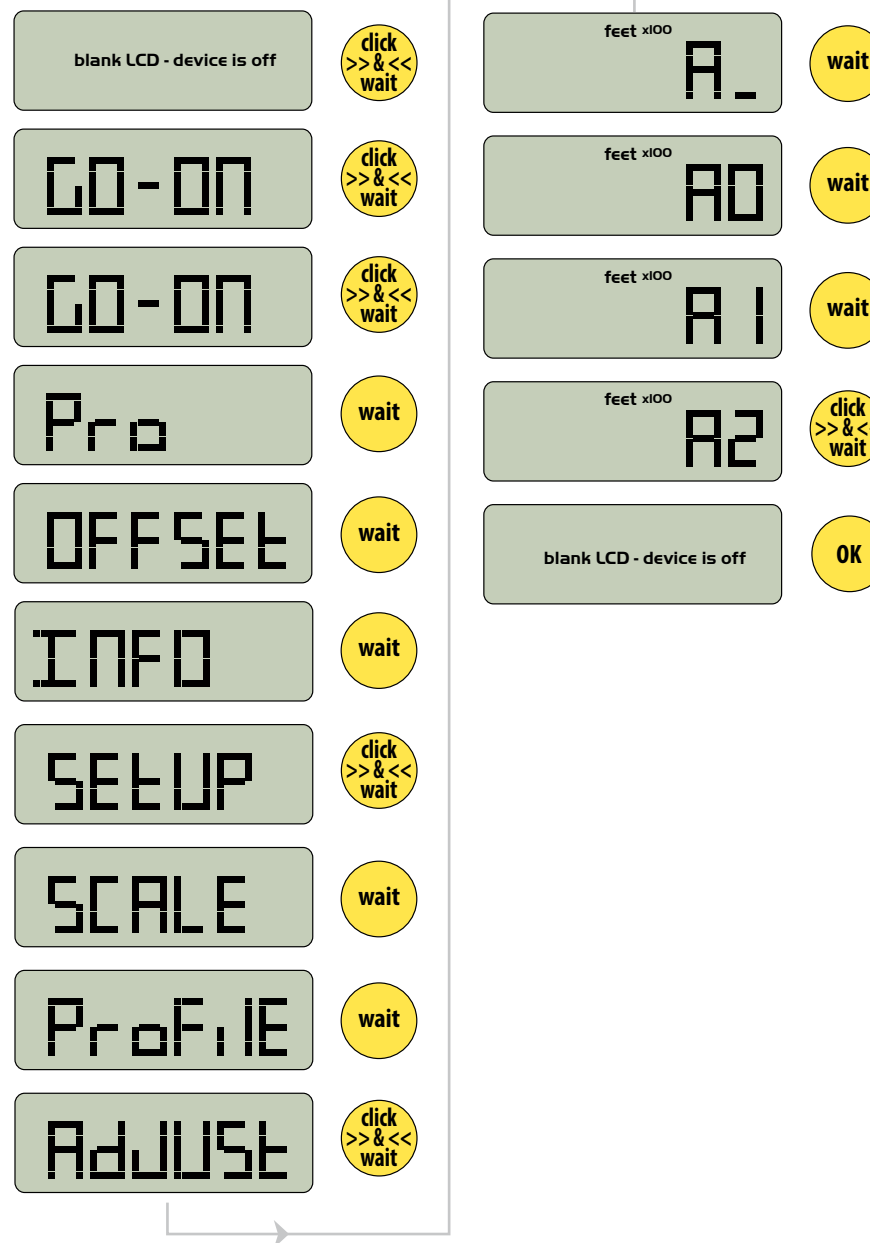 blank LCD - device is off
click
>> & <<
wait
GO-ON
click
>> & <<
wait
GO-ON
click
>> & <<
wait
Pro
wait
OFFSEt
wait
INFO
wait
SEtUP
click
>> & <<
wait
SCALE
wait
ProFilE
wait
AdJUSt
click
>> & <<
wait
feet x100
A_
wait
feet x100
A0
wait
feet x100
A1
wait
feet x100
A2
click
>> & <
wait
blank LCD - device is off
OK